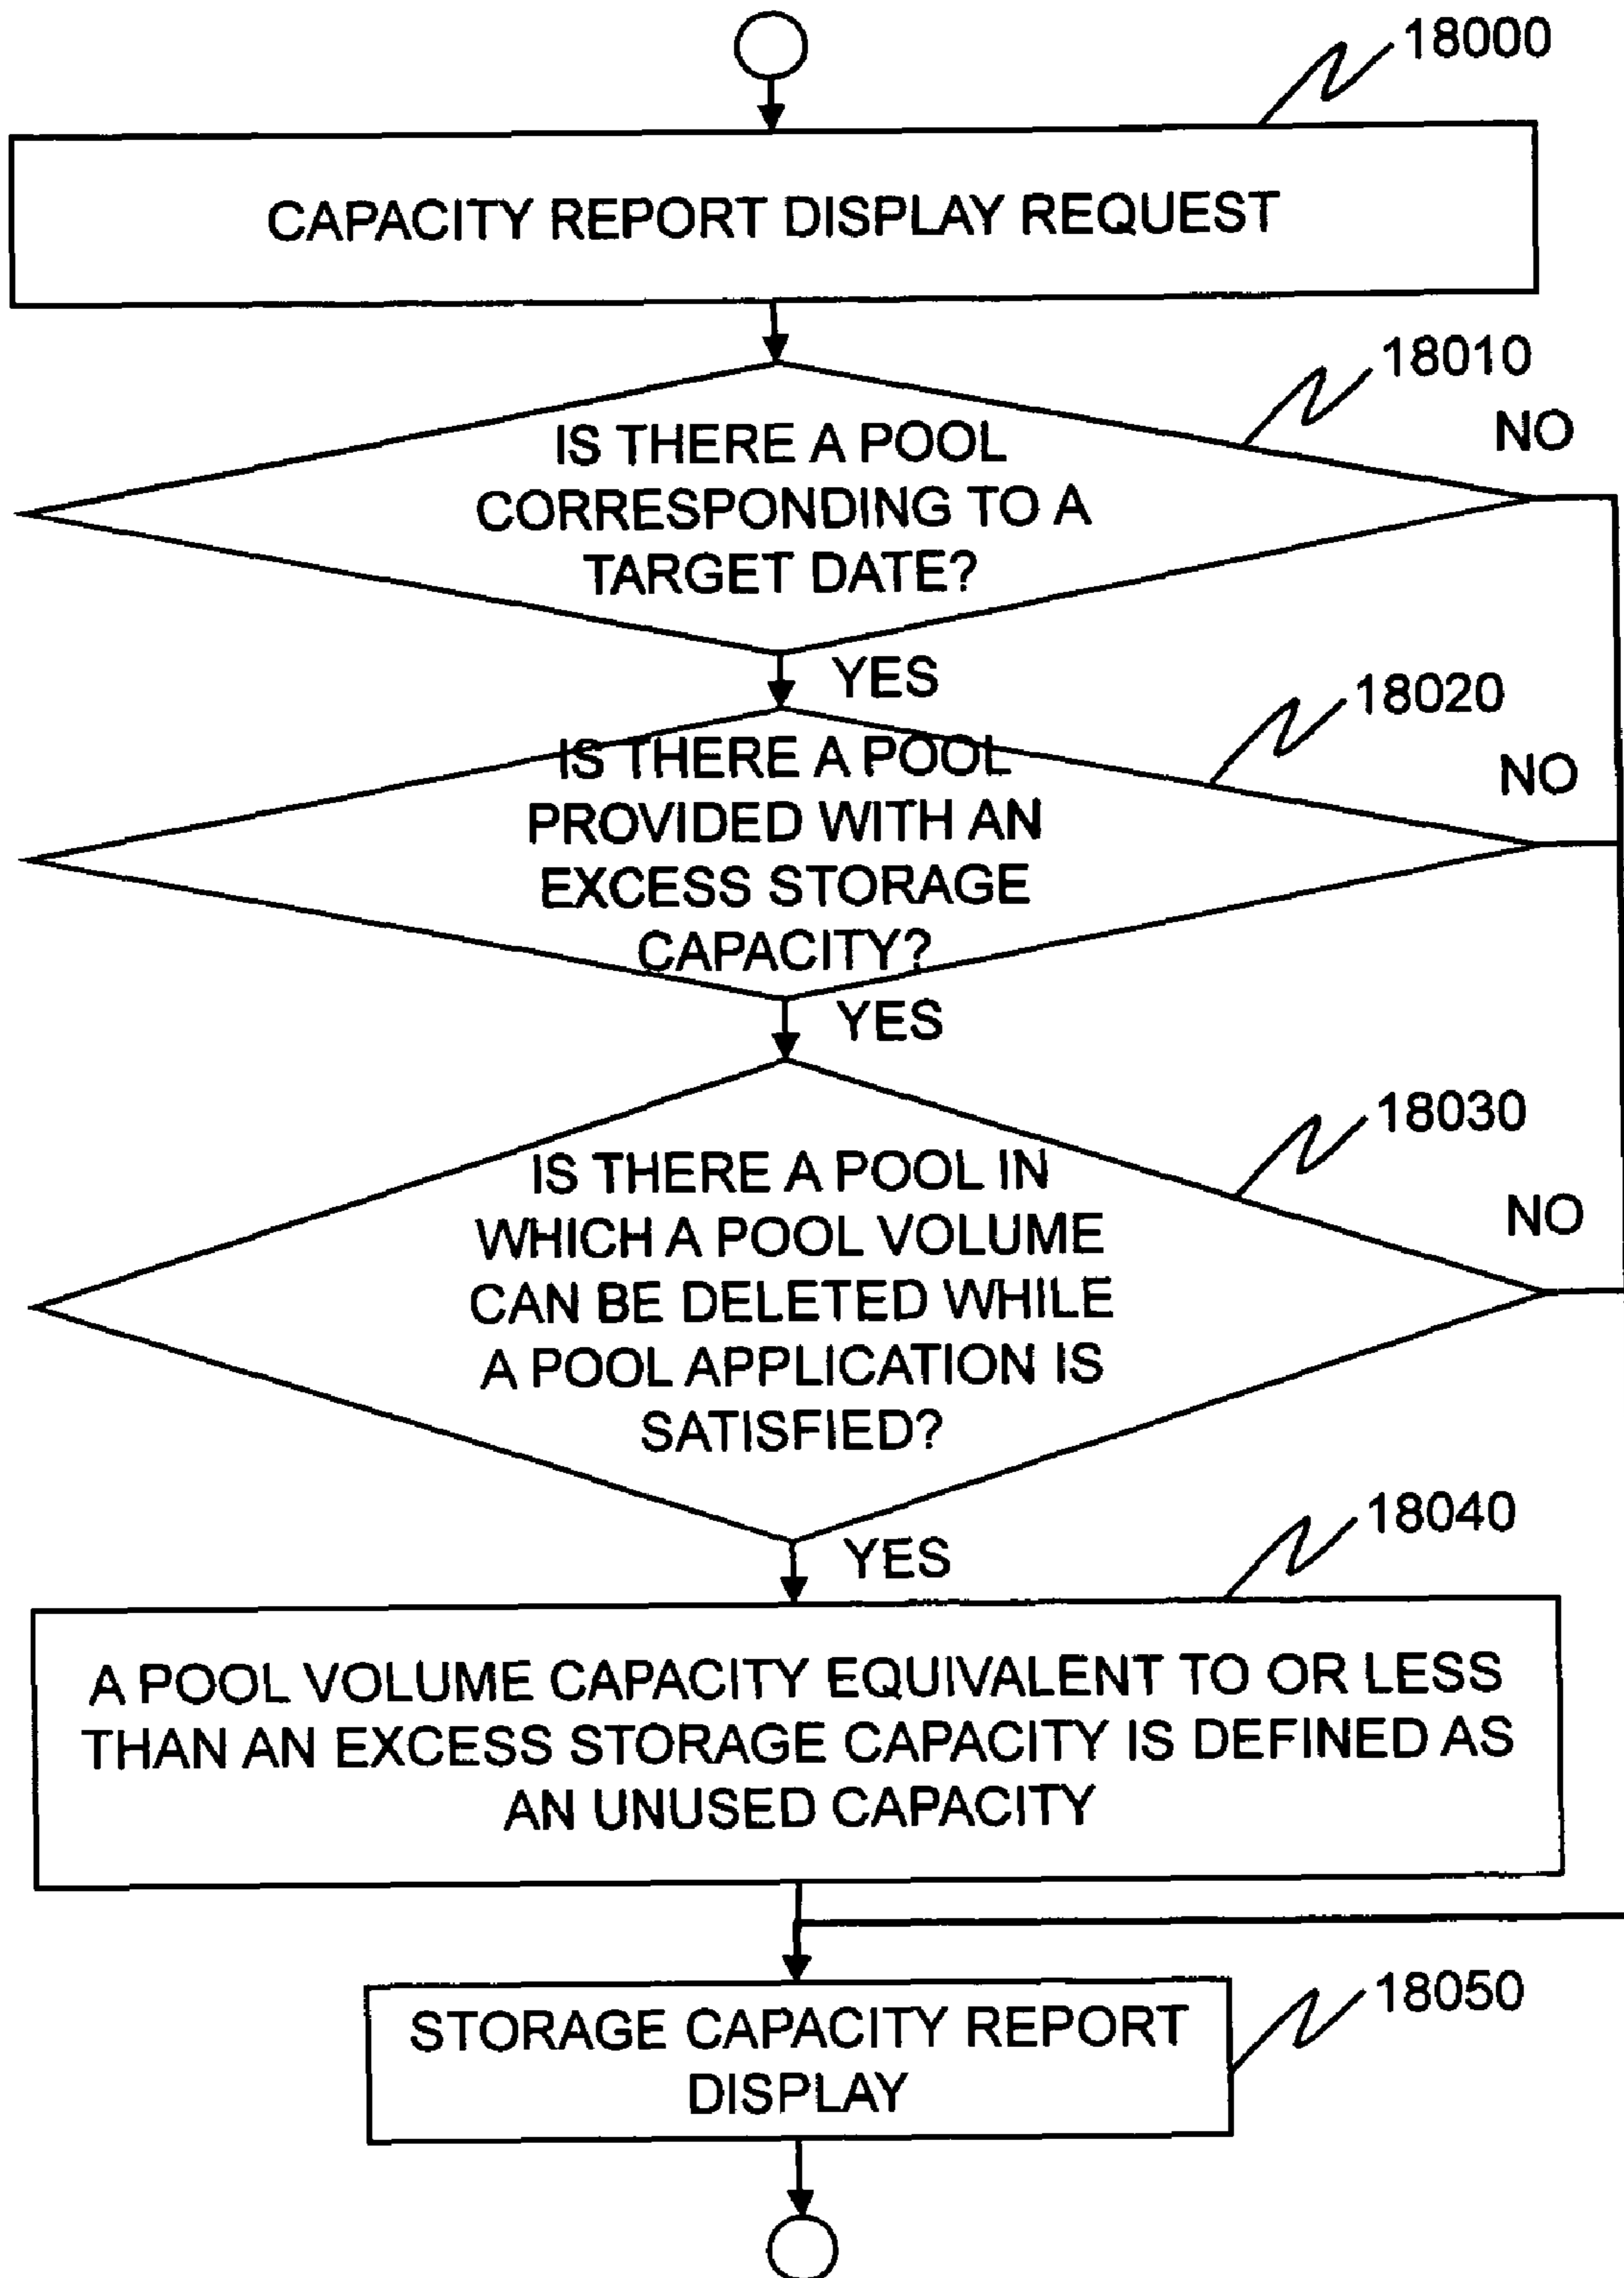 18000
CAPACITY REPORT DISPLAY REQUEST
18010
NO
IS THERE A POOL
CORRESPONDING TO A
TARGET DATE?
YES
18020
NO
IS THERE A POOL
PROVIDED WITH AN
EXCESS STORAGE
CAPACITY?
YES
18030
NO
IS THERE A POOL IN
WHICH A POOL VOLUME
CAN BE DELETED WHILE
A POOL APPLICATION IS
SATISFIED?
YES
18040
A POOL VOLUME CAPACITY EQUIVALENT TO OR LESS
THAN AN EXCESS STORAGE CAPACITY IS DEFINED AS
AN UNUSED CAPACITY
18050
STORAGE CAPACITY REPORT
DISPLAY